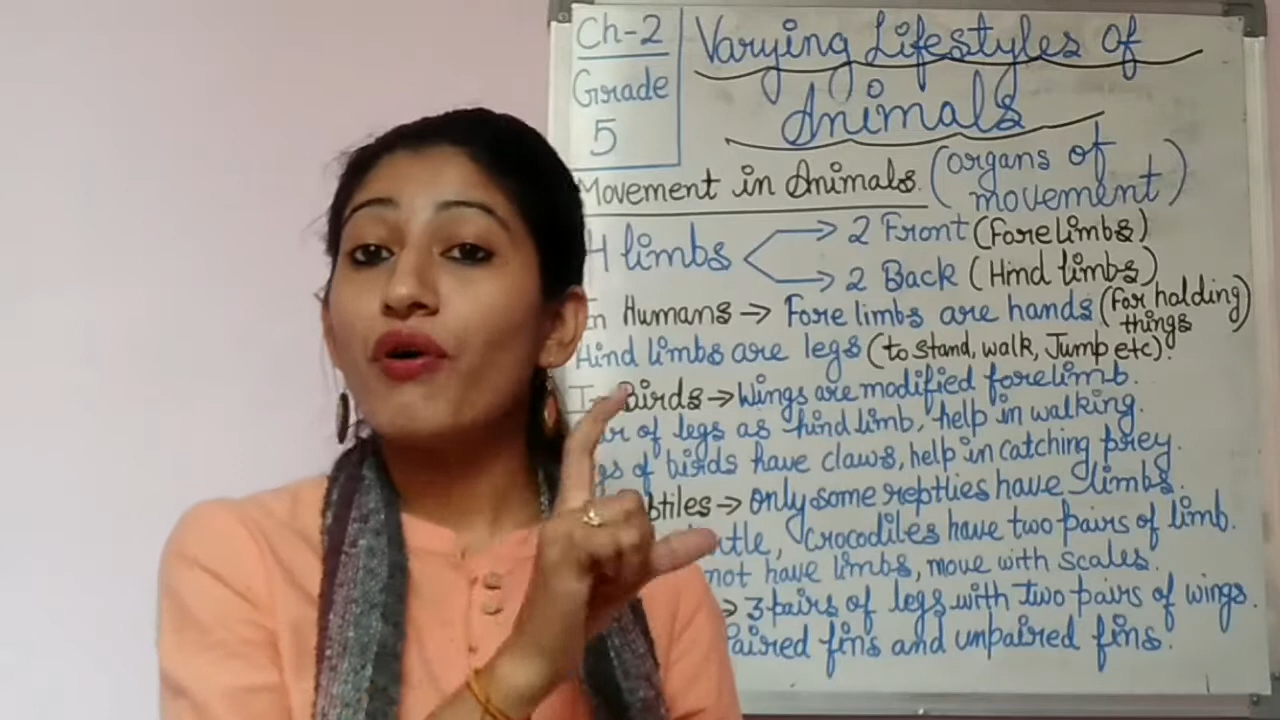 Ch-2
Grade
5
Varying Lifestyles of
Animals
Movement in Animals. (organs of
movement)
4 limbs → 2 Front (Forelimbs)
→ 2 Back (Hind limbs)
In Humans → Fore limbs are hands (for holding
things
Hind limbs are legs (to stand, walk, Jump etc).
Birds → Wings are modified forelimb.
of legs as hind limb, help in walking.
of birds have claws, help in catching prey.
→ only some reptlies have limbs.
crocodiles have two pairs of limb.
not have limbs, move with scales.
→ 3 pairs of legs with two pairs of wings.
Paired fins and unpaired fins.